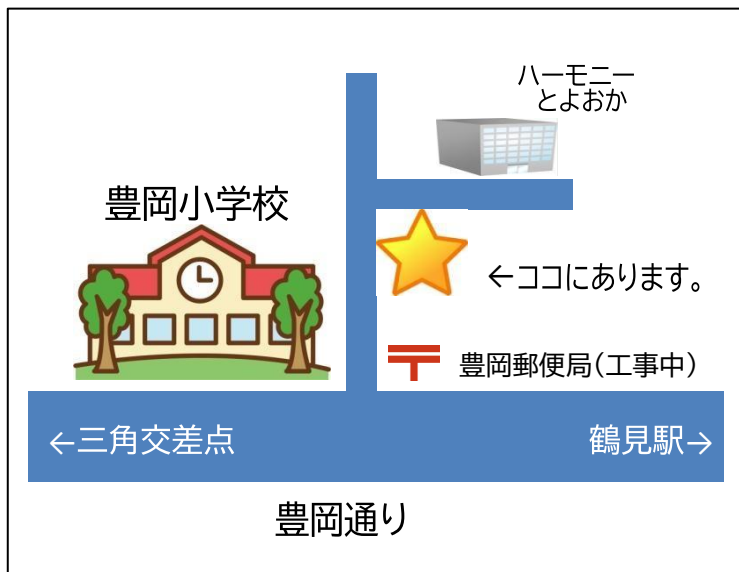 ハーモニー
とよおか
豊岡小学校
←ココにあります。
豊岡郵便局(工事中)
←三角交差点
鶴見駅→
豊岡通り